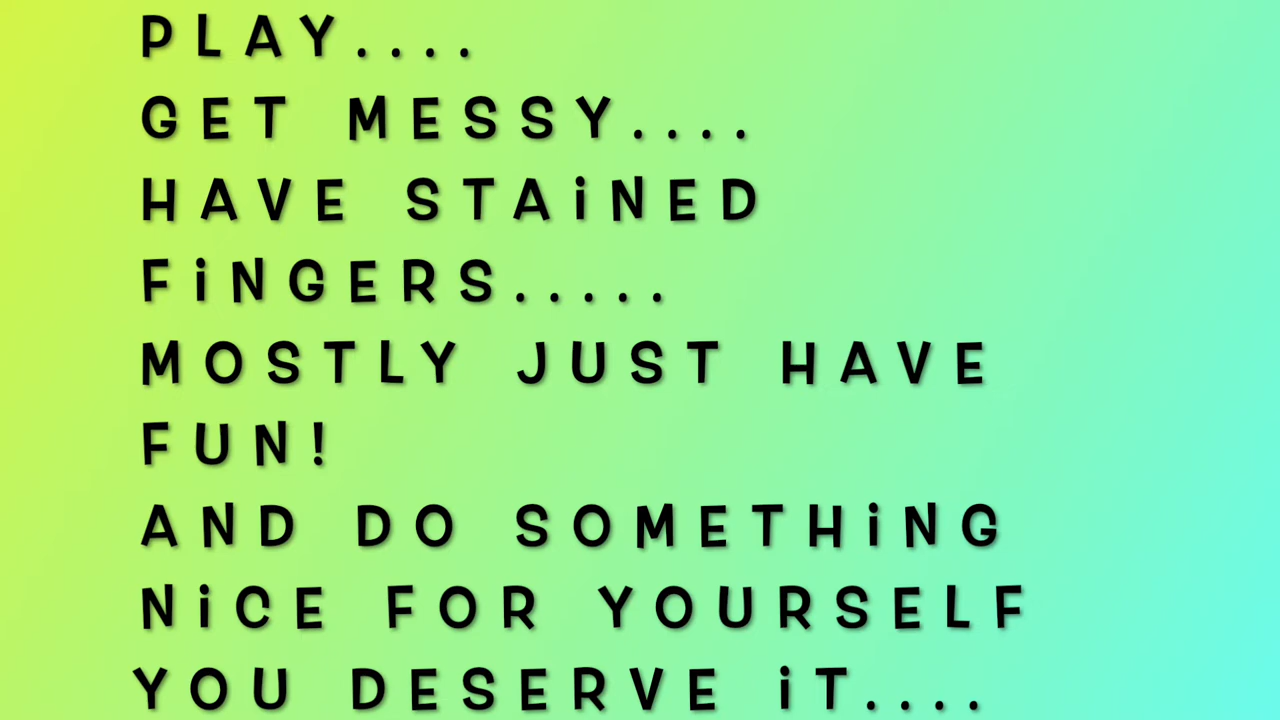 PLAY....
GET MESSY....
HAVE STAiNED
FiNGERS.....
MOSTLY JUST HAVE
FUN!
AND DO SOMETHiNG
NiCE FOR YOURSELF
YOU DESERVE iT....